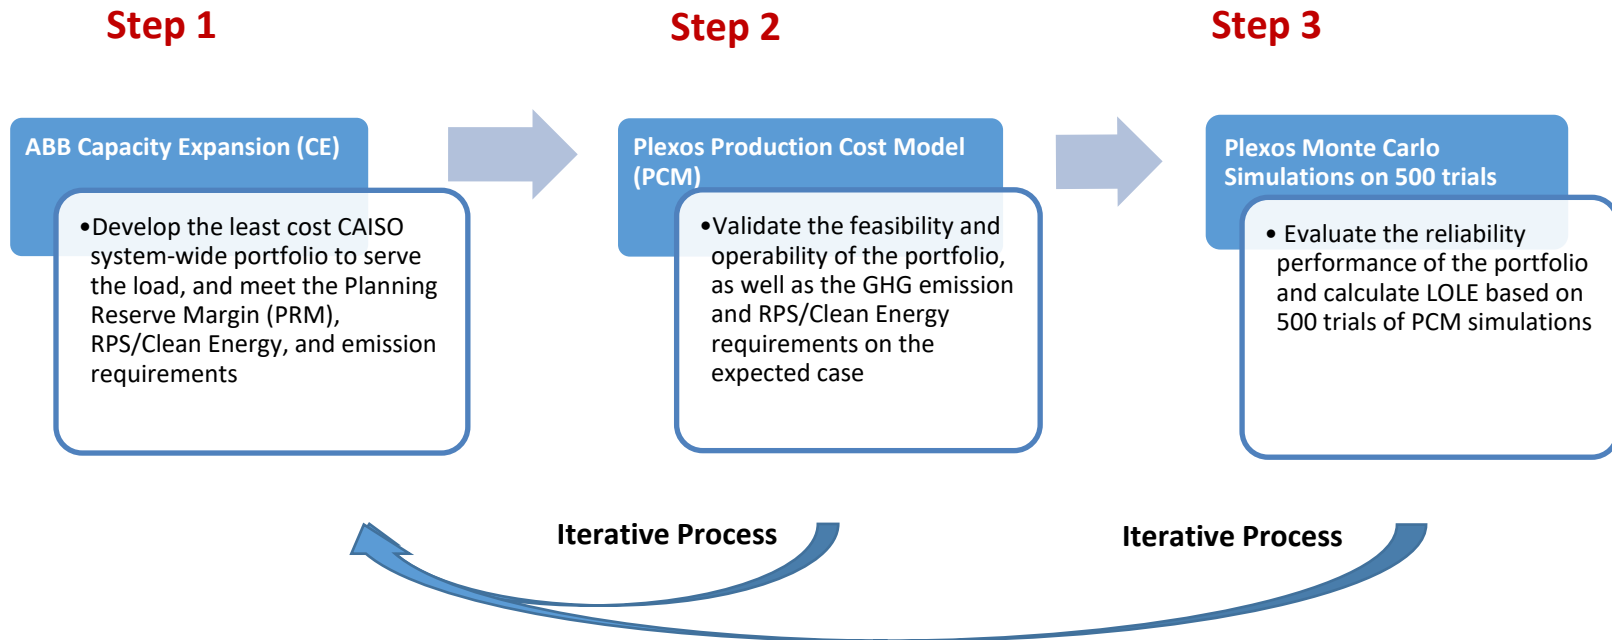 Step 1
Step 2
Step 3
ABB Capacity Expansion (CE)
•Develop the least cost CAISO
system-wide portfolio to serve
the load, and meet the Planning
Reserve Margin (PRM),
RPS/Clean Energy, and emission
requirements
Plexos Production Cost Model
(PCM)
•Validate the feasibility and
operability of the portfolio,
as well as the GHG emission
and RPS/Clean Energy
requirements on the
expected case
Plexos Monte Carlo
Simulations on 500 trials
• Evaluate the reliability
performance of the portfolio
and calculate LOLE based on
500 trials of PCM simulations
Iterative Process
Iterative Process